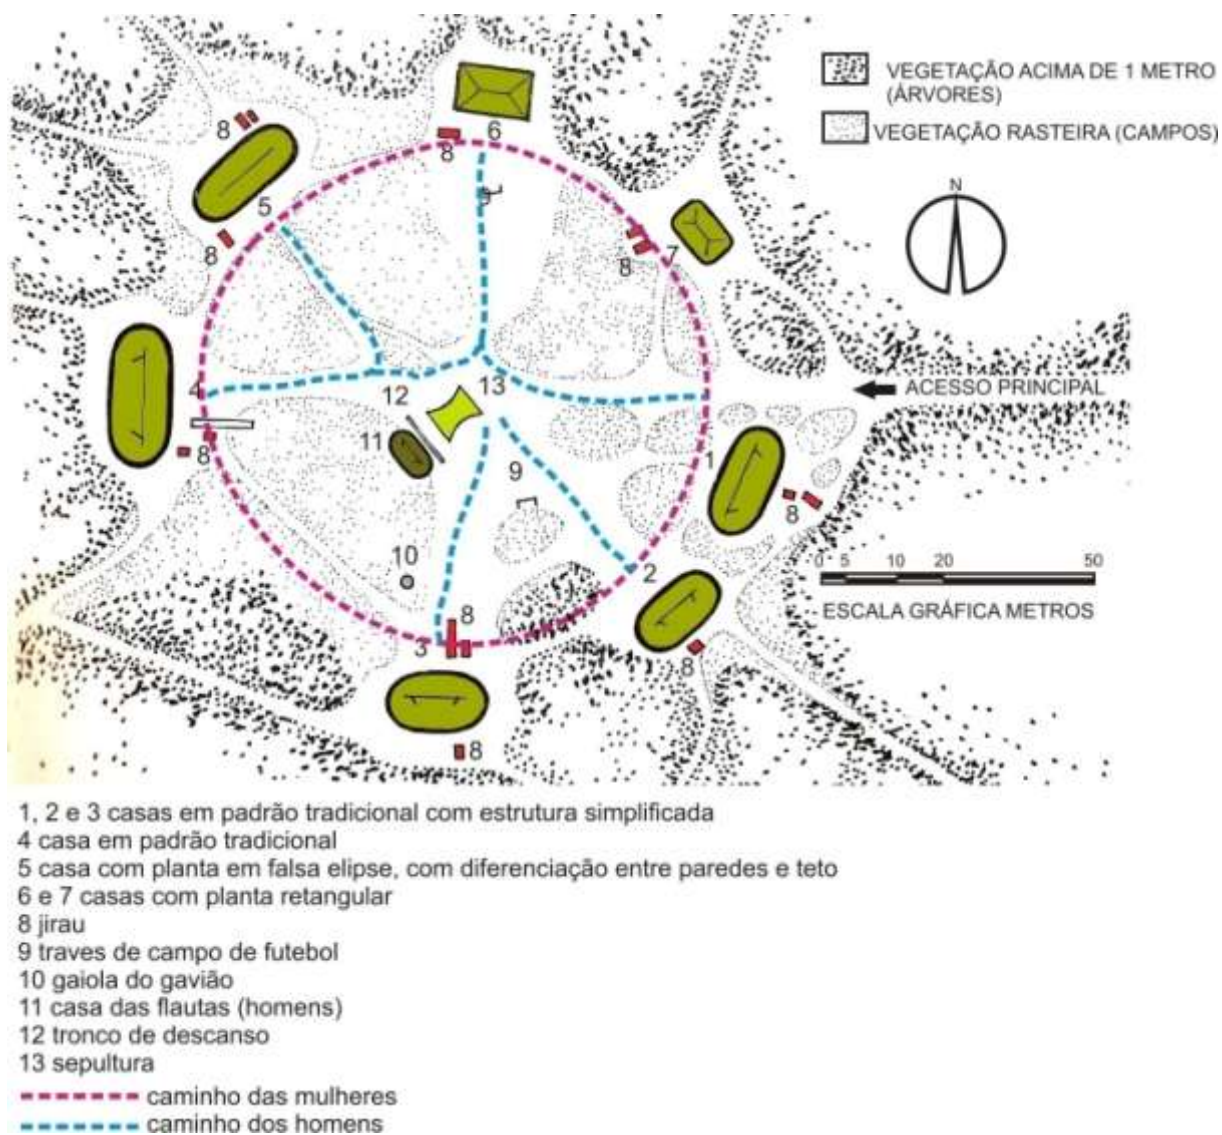 VEGETAÇÃO ACIMA DE 1 METRO
(ÁRVORES)
VEGETAÇÃO RASTEIRA (CAMPOS)
N
8
6
8
5
8
9
7
8
4
12
13
ACESSO PRINCIPAL
11
8
9
1
8
10
2
0 5 10 20 50
ESCALA GRÁFICA METROS
8
3
8
8
1, 2 e 3 casas em padrão tradicional com estrutura simplificada
4 casa em padrão tradicional
5 casa com planta em falsa elipse, com diferenciação entre paredes e teto
6 e 7 casas com planta retangular
8 jirau
9 traves de campo de futebol
10 gaiola do gavião
11 casa das flautas (homens)
12 tronco de descanso
13 sepultura
caminho das mulheres
caminho dos homens